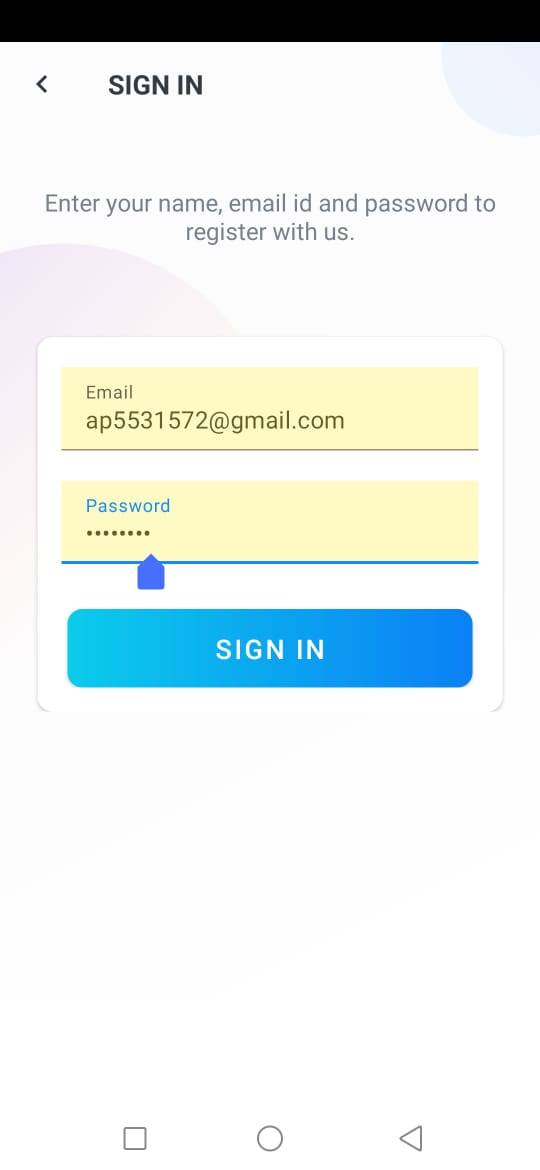 SIGN IN
Enter your name, email id and password to
register with us.
Email
ap5531572@gmail.com
Password
••••••••
SIGN IN